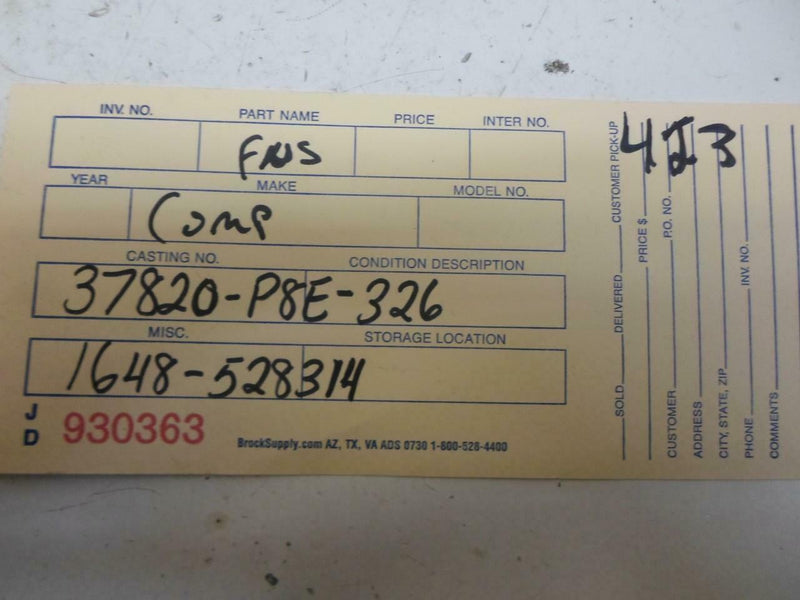 INV. NO. PART NAME PRICE INTER NO.
FNS
YEAR MAKE MODEL NO.
Comp
CASTING NO. CONDITION DESCRIPTION
37820-P8E-326
MISC. STORAGE LOCATION
1648-528314
J D 930363
BrockSupply.com AZ, TX, VA ADS 0730 1-800-528-4400
4I3
SOLD DELIVERED CUSTOMER PICK-UP
PRICE $
CUSTOMER P.O. NO.
ADDRESS
CITY, STATE, ZIP
PHONE INV. NO.
COMMENTS